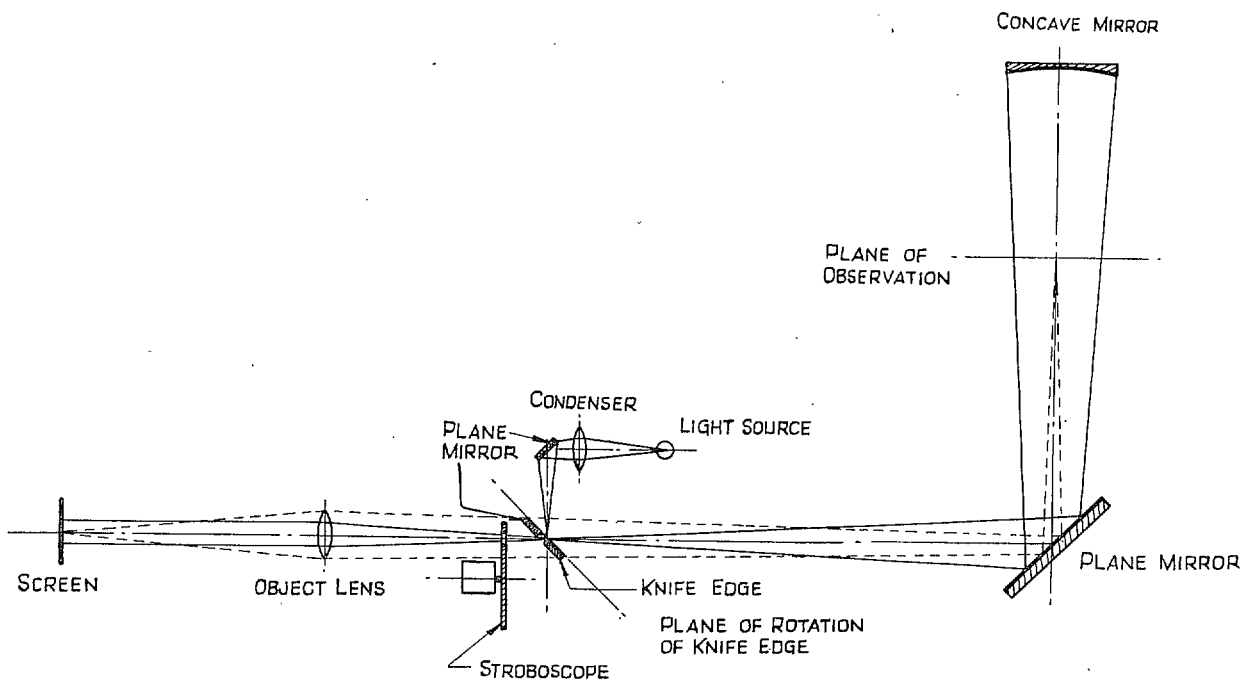 CONCAVE MIRROR
PLANE OF
OBSERVATION
CONDENSER
LIGHT SOURCE
PLANE
MIRROR
SCREEN
OBJECT LENS
KNIFE EDGE
PLANE MIRROR
PLANE OF ROTATION
OF KNIFE EDGE
STROBOSCOPE